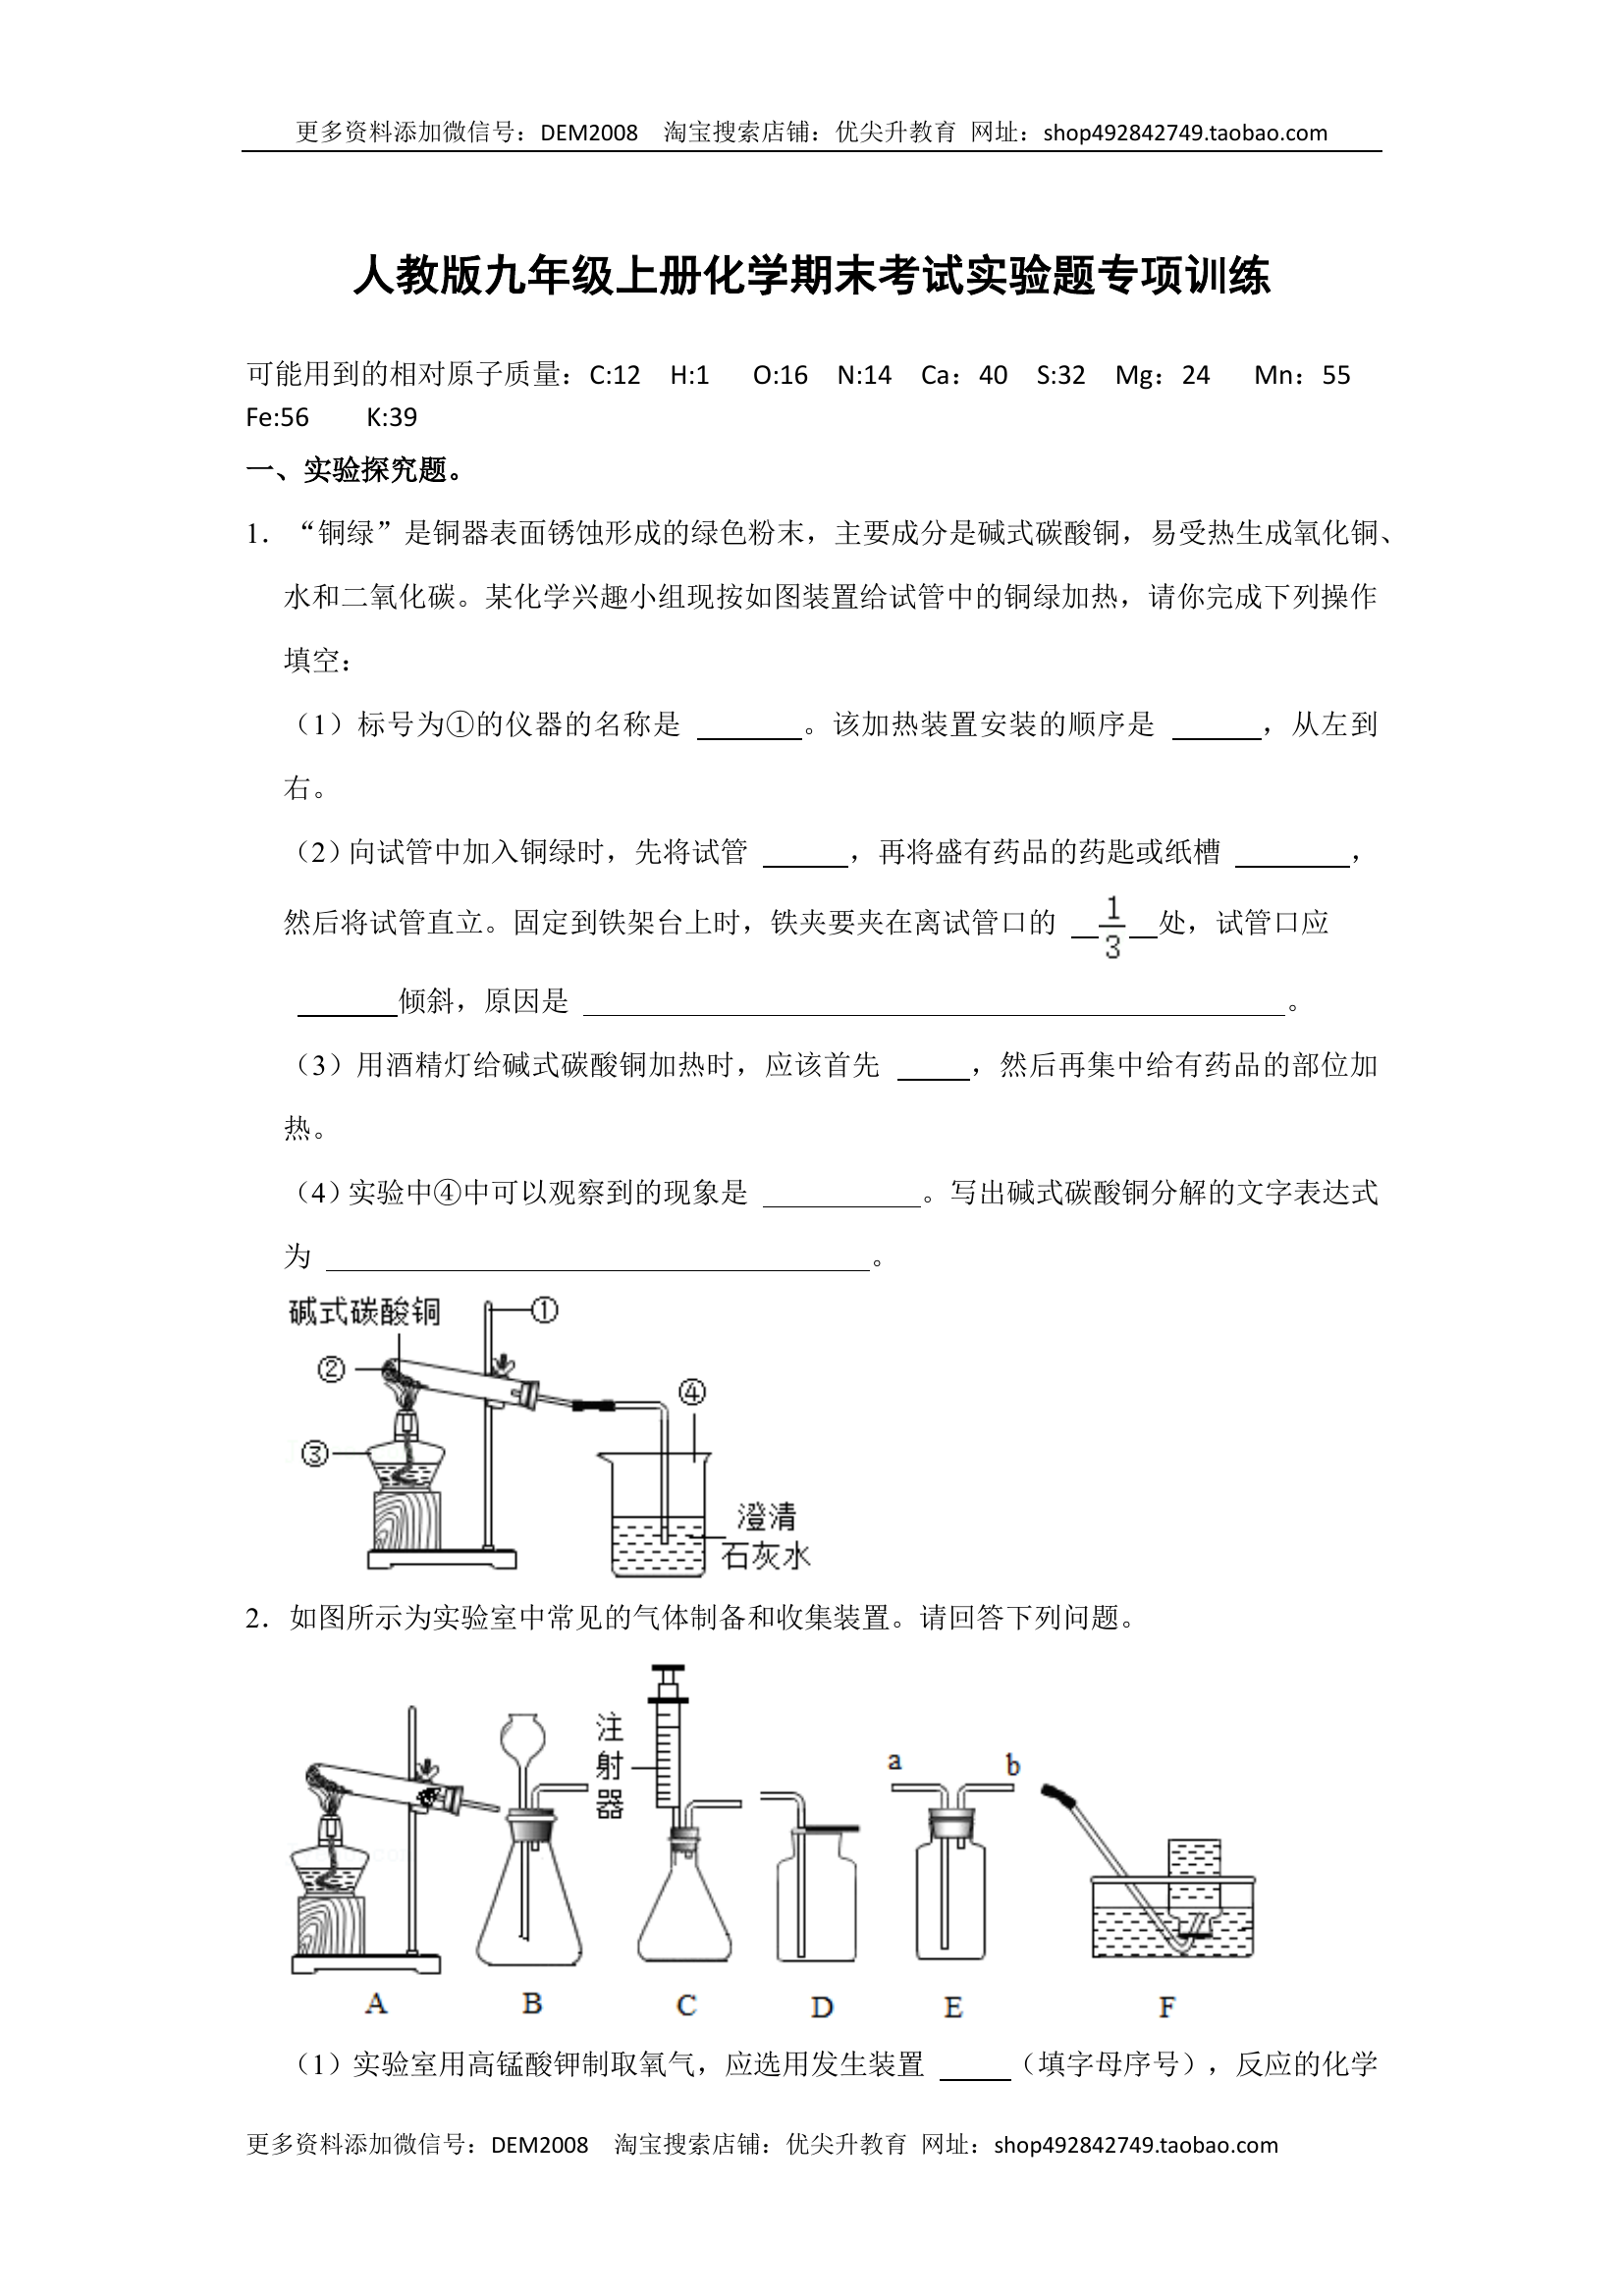 更多资料添加微信号：DEM2008 淘宝搜索店铺：优尖升教育 网址：shop492842749.taobao.com
人教版九年级上册化学期末考试实验题专项训练
可能用到的相对原子质量：C:12 H:1 O:16 N:14 Ca：40 S:32 Mg：24 Mn：55
Fe:56 K:39
一、实验探究题。
1．“铜绿”是铜器表面锈蚀形成的绿色粉末，主要成分是碱式碳酸铜，易受热生成氧化铜、
水和二氧化碳。某化学兴趣小组现按如图装置给试管中的铜绿加热，请你完成下列操作
填空：
（1）标号为①的仪器的名称是 ______。该加热装置安装的顺序是 ______，从左到
右。
（2）向试管中加入铜绿时，先将试管 ______，再将盛有药品的药匙或纸槽 ______，
然后将试管直立。固定到铁架台上时，铁夹要夹在离试管口的 1/3 处，试管口应
______倾斜，原因是 ______。
（3）用酒精灯给碱式碳酸铜加热时，应该首先 ______，然后再集中给有药品的部位加
热。
（4）实验中④中可以观察到的现象是 ______。写出碱式碳酸铜分解的文字表达式
为 ______。
碱式碳酸铜
①
②
③
④
澄清
石灰水
2．如图所示为实验室中常见的气体制备和收集装置。请回答下列问题。
注
射
器
a b
A B C D E F
（1）实验室用高锰酸钾制取氧气，应选用发生装置 ______（填字母序号），反应的化学
更多资料添加微信号：DEM2008 淘宝搜索店铺：优尖升教育 网址：shop492842749.taobao.com